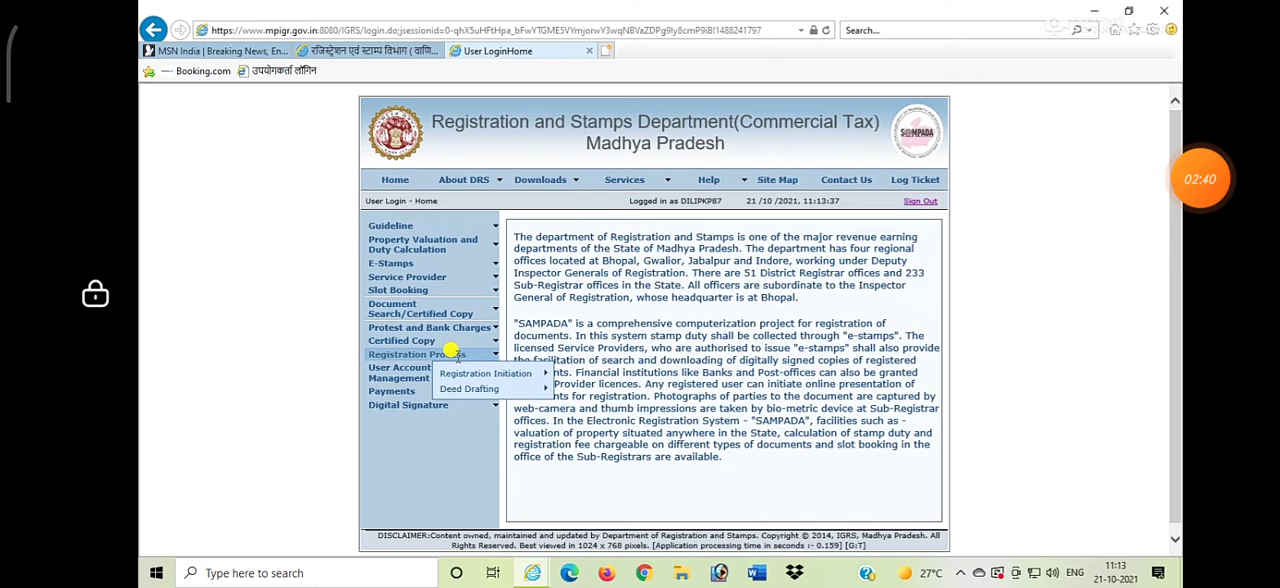 https://www.mpigr.gov.in:8080/IGRS/login.do;jsessionid=0-qhX5uHFtHpa_bFwYTGME5VYmjorwY3wqNBVaZDPg9ly8cmP9iB!1488241797
Search...
MSN India | Breaking News, En...
रजिस्ट्रेशन एवं स्टाम्प विभाग ( वाणि...
User LoginHome
Booking.com
उपयोगकर्ता लॉगिन
Registration and Stamps Department(Commercial Tax)
Madhya Pradesh
SAMPADA
Home About DRS Downloads Services Help Site Map Contact Us Log Ticket
User Login - Home Logged in as DILIPKP87 21 /10 /2021, 11:13:37 Sign Out
02:40
Guideline
Property Valuation and
Duty Calculation
E-Stamps
Service Provider
Slot Booking
Document
Search/Certified Copy
Protest and Bank Charges
Certified Copy
Registration Process
User Account
Management
Payments
Digital Signature
Registration Initiation
Deed Drafting
The department of Registration and Stamps is one of the major revenue earning
departments of the State of Madhya Pradesh. The department has four regional
offices located at Bhopal, Gwalior, Jabalpur and Indore, working under Deputy
Inspector Generals of Registration. There are 51 District Registrar offices and 233
Sub-Registrar offices in the State. All officers are subordinate to the Inspector
General of Registration, whose headquarter is at Bhopal.
"SAMPADA" is a comprehensive computerization project for registration of
documents. In this system stamp duty shall be collected through "e-stamps". The
licensed Service Providers, who are authorised to issue "e-stamps" shall also provide
the facilitation of search and downloading of digitally signed copies of registered
nts. Financial institutions like Banks and Post-offices can also be granted
Provider licences. Any registered user can initiate online presentation of
nts for registration. Photographs of parties to the document are captured by
web-camera and thumb impressions are taken by bio-metric device at Sub-Registrar
offices. In the Electronic Registration System - "SAMPADA", facilities such as -
valuation of property situated anywhere in the State, calculation of stamp duty and
registration fee chargeable on different types of documents and slot booking in the
office of the Sub-Registrars are available.
DISCLAIMER:Content owned, maintained and updated by Department of Registration and Stamps. Copyright © 2014, IGRS, Madhya Pradesh. All
Rights Reserved. Best viewed in 1024 x 768 pixels. [Application processing time in seconds :- 0.159] [G:T]
Type here to search
27°C
ENG
11:13
21-10-2021